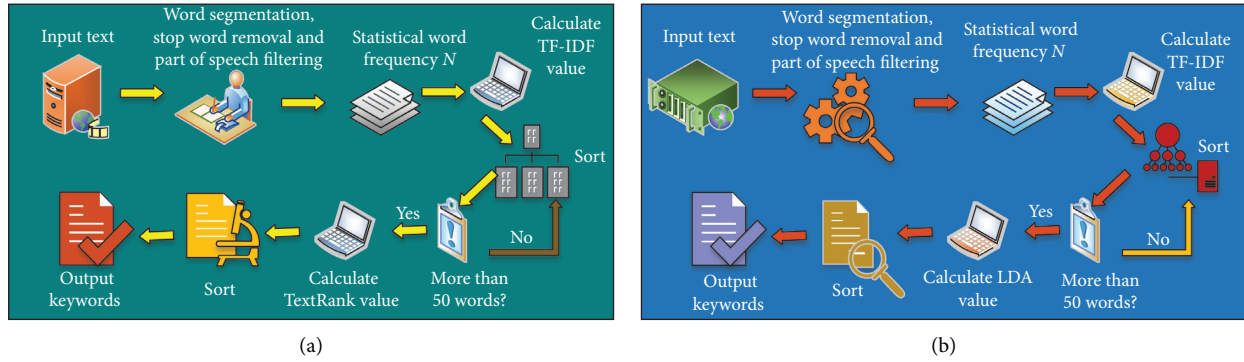 Input text
Word segmentation,
stop word removal and
part of speech filtering
Statistical word
frequency N
Calculate
TF-IDF
value
Sort
More than
50 words?
Yes
No
Calculate
TextRank value
Sort
Output
keywords
(a)
Input text
Word segmentation,
stop word removal and
part of speech filtering
Statistical word
frequency N
Calculate
TF-IDF
value
Sort
More than
50 words?
Yes
No
Calculate LDA
value
Sort
Output
keywords
(b)